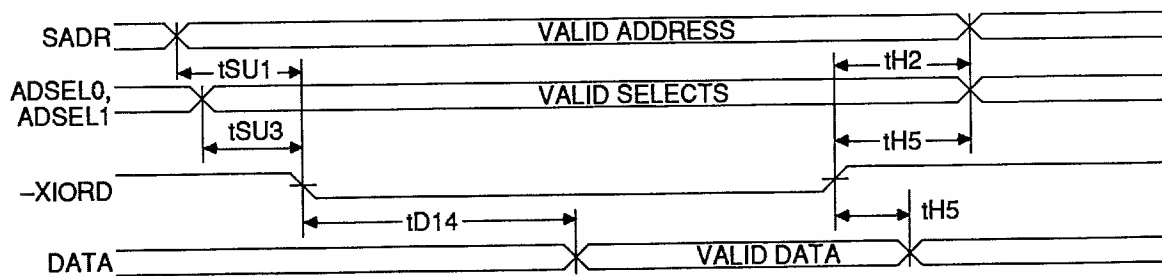 SADR VALID ADDRESS
tSU1 tH2
ADSEL0, VALID SELECTS
ADSEL1
tSU3 tH5
–XIORD
tD14 tH5
DATA VALID DATA